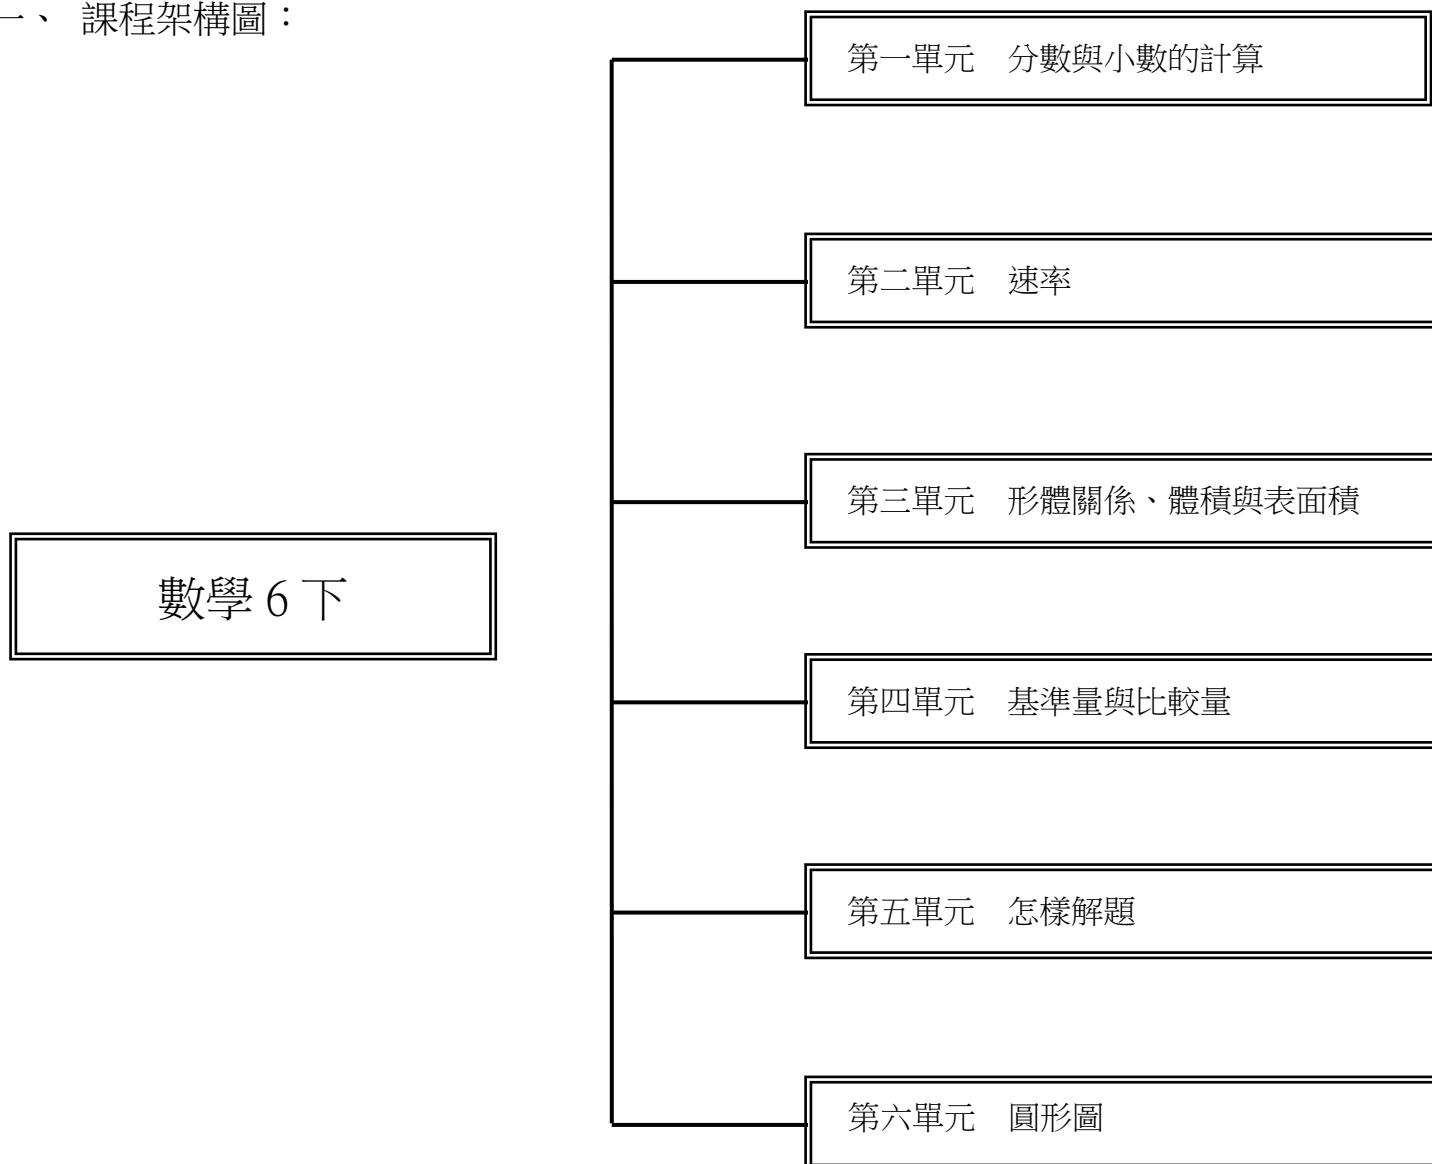 一、 課程架構圖：
第一單元　分數與小數的計算
第二單元　速率
第三單元　形體關係、體積與表面積
數學 6 下
第四單元　基準量與比較量
第五單元　怎樣解題
第六單元　圓形圖